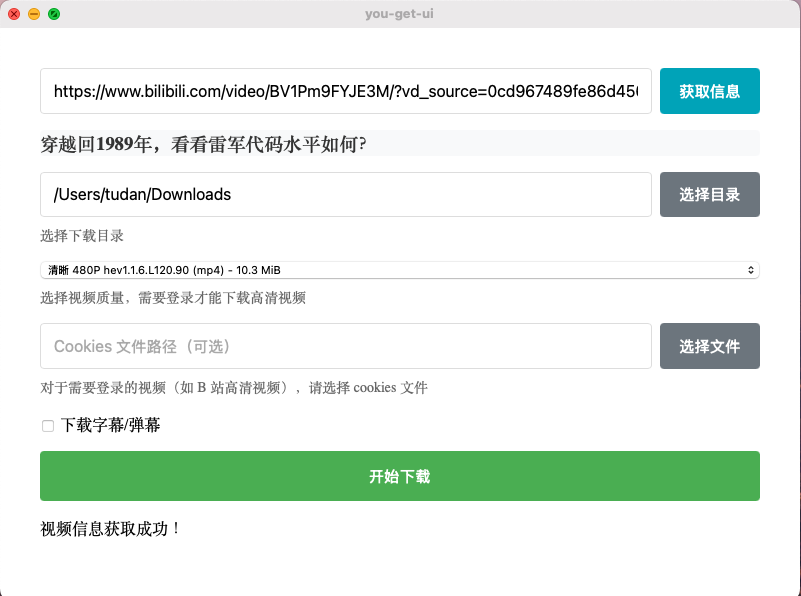 you-get-ui
https://www.bilibili.com/video/BV1Pm9FYJE3M/?vd_source=0cd967489fe86d450
获取信息
穿越回1989年，看看雷军代码水平如何?
/Users/tudan/Downloads
选择目录
选择下载目录
清晰 480P hev1.1.6.L120.90 (mp4) - 10.3 MiB
选择视频质量，需要登录才能下载高清视频
Cookies 文件路径（可选）
选择文件
对于需要登录的视频（如 B 站高清视频），请选择 cookies 文件
下载字幕/弹幕
开始下载
视频信息获取成功！